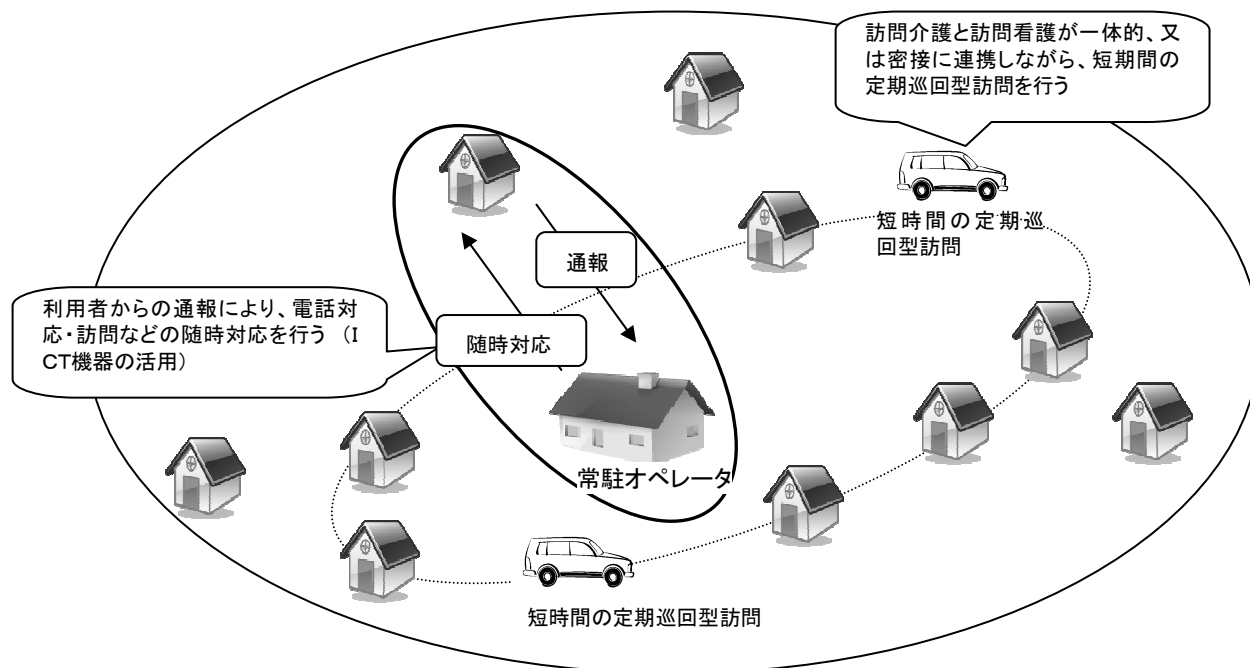 訪問介護と訪問看護が一体的、又
は密接に連携しながら、短期間の
定期巡回型訪問を行う
短時間の定期巡
回型訪問
通報
利用者からの通報により、電話対
応・訪問などの随時対応を行う （I
CT機器の活用）
随時対応
常駐オペレータ
短時間の定期巡回型訪問